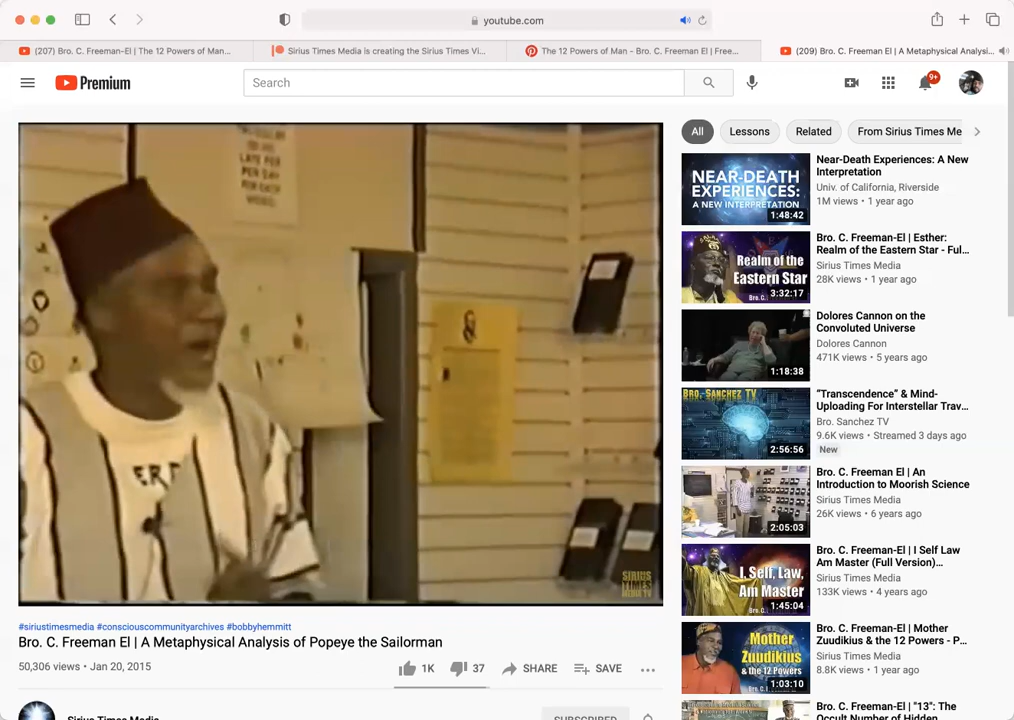 youtube.com
(207) Bro. C. Freeman-El | The 12 Powers of Man...
Sirius Times Media is creating the Sirius Times Vi...
The 12 Powers of Man - Bro. C. Freeman El | Free...
(209) Bro. C. Freeman El | A Metaphysical Analysi...
Premium
Search
9+
All
Lessons
Related
From Sirius Times Me
LATE FEE
PER DAY
SIRIUS
TIMES
MEDIA TV
NEAR-DEATH
EXPERIENCES:
A NEW INTERPRETATION
1:48:42
Near-Death Experiences: A New
Interpretation
Univ. of California, Riverside
1M views • 1 year ago
Realm of the
Eastern Star
Bro. C.
3:32:17
Bro. C. Freeman-El | Esther:
Realm of the Eastern Star - Ful...
Sirius Times Media
28K views • 1 year ago
1:18:38
Dolores Cannon on the
Convoluted Universe
Dolores Cannon
471K views • 5 years ago
BRO. SANCHEZ TV
2:56:56
“Transcendence” & Mind-
Uploading For Interstellar Trav...
Bro. Sanchez TV
9.6K views • Streamed 3 days ago
New
2:05:03
Bro. C. Freeman El | An
Introduction to Moorish Science
Sirius Times Media
26K views • 6 years ago
I, Self, Law,
Am Master
1:45:04
Bro. C. Freeman-El | I Self Law
Am Master (Full Version)...
Sirius Times Media
133K views • 4 years ago
Mother
Zuudikius
& the 12 Powers
Bro. C.
1:03:10
Bro. C. Freeman-El | Mother
Zuudikius & the 12 Powers - P...
Sirius Times Media
8.8K views • 1 year ago
Bro. C. Freeman El | "13": The
Occult Number of Hidden
#siriustimesmedia #consciouscommunityarchives #bobbyhemmitt
Bro. C. Freeman El | A Metaphysical Analysis of Popeye the Sailorman
50,306 views • Jan 20, 2015
1K
37
SHARE
SAVE
Sirius Times Media
SUBSCRIBED